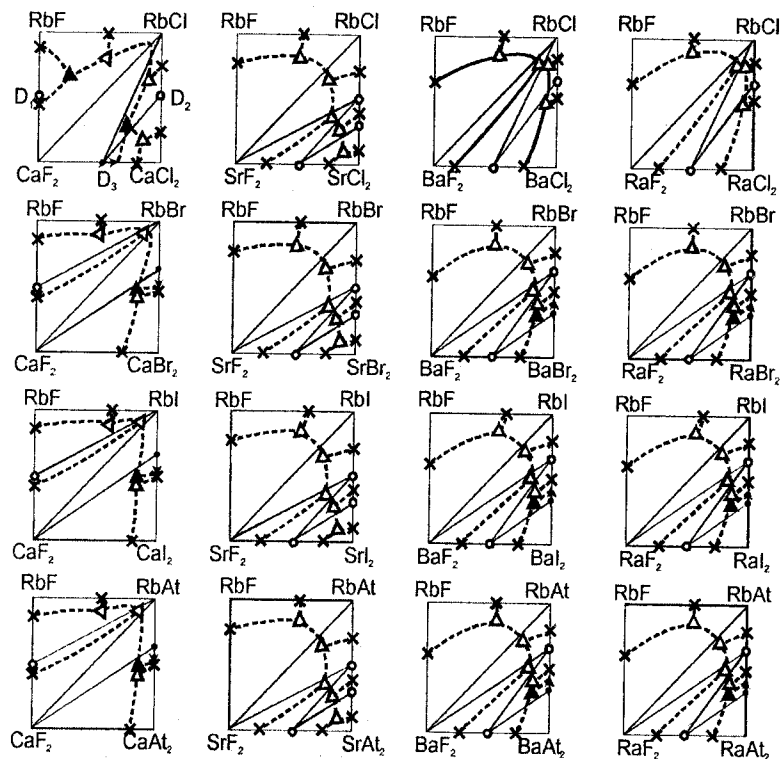 RbF RbCl RbF RbCl RbF RbCl RbF RbCl
D D₂
CaF₂ D₃ CaCl₂ SrF₂ SrCl₂ BaF₂ BaCl₂ RaF₂ RaCl₂
RbF RbBr RbF RbBr RbF RbBr RbF RbBr
CaF₂ CaBr₂ SrF₂ SrBr₂ BaF₂ BaBr₂ RaF₂ RaBr₂
RbF RbI RbF RbI RbF RbI RbF RbI
CaF₂ CaI₂ SrF₂ SrI₂ BaF₂ BaI₂ RaF₂ RaI₂
RbF RbAt RbF RbAt RbF RbAt RbF RbAt
CaF₂ CaAt₂ SrF₂ SrAt₂ BaF₂ BaAt₂ RaF₂ RaAt₂